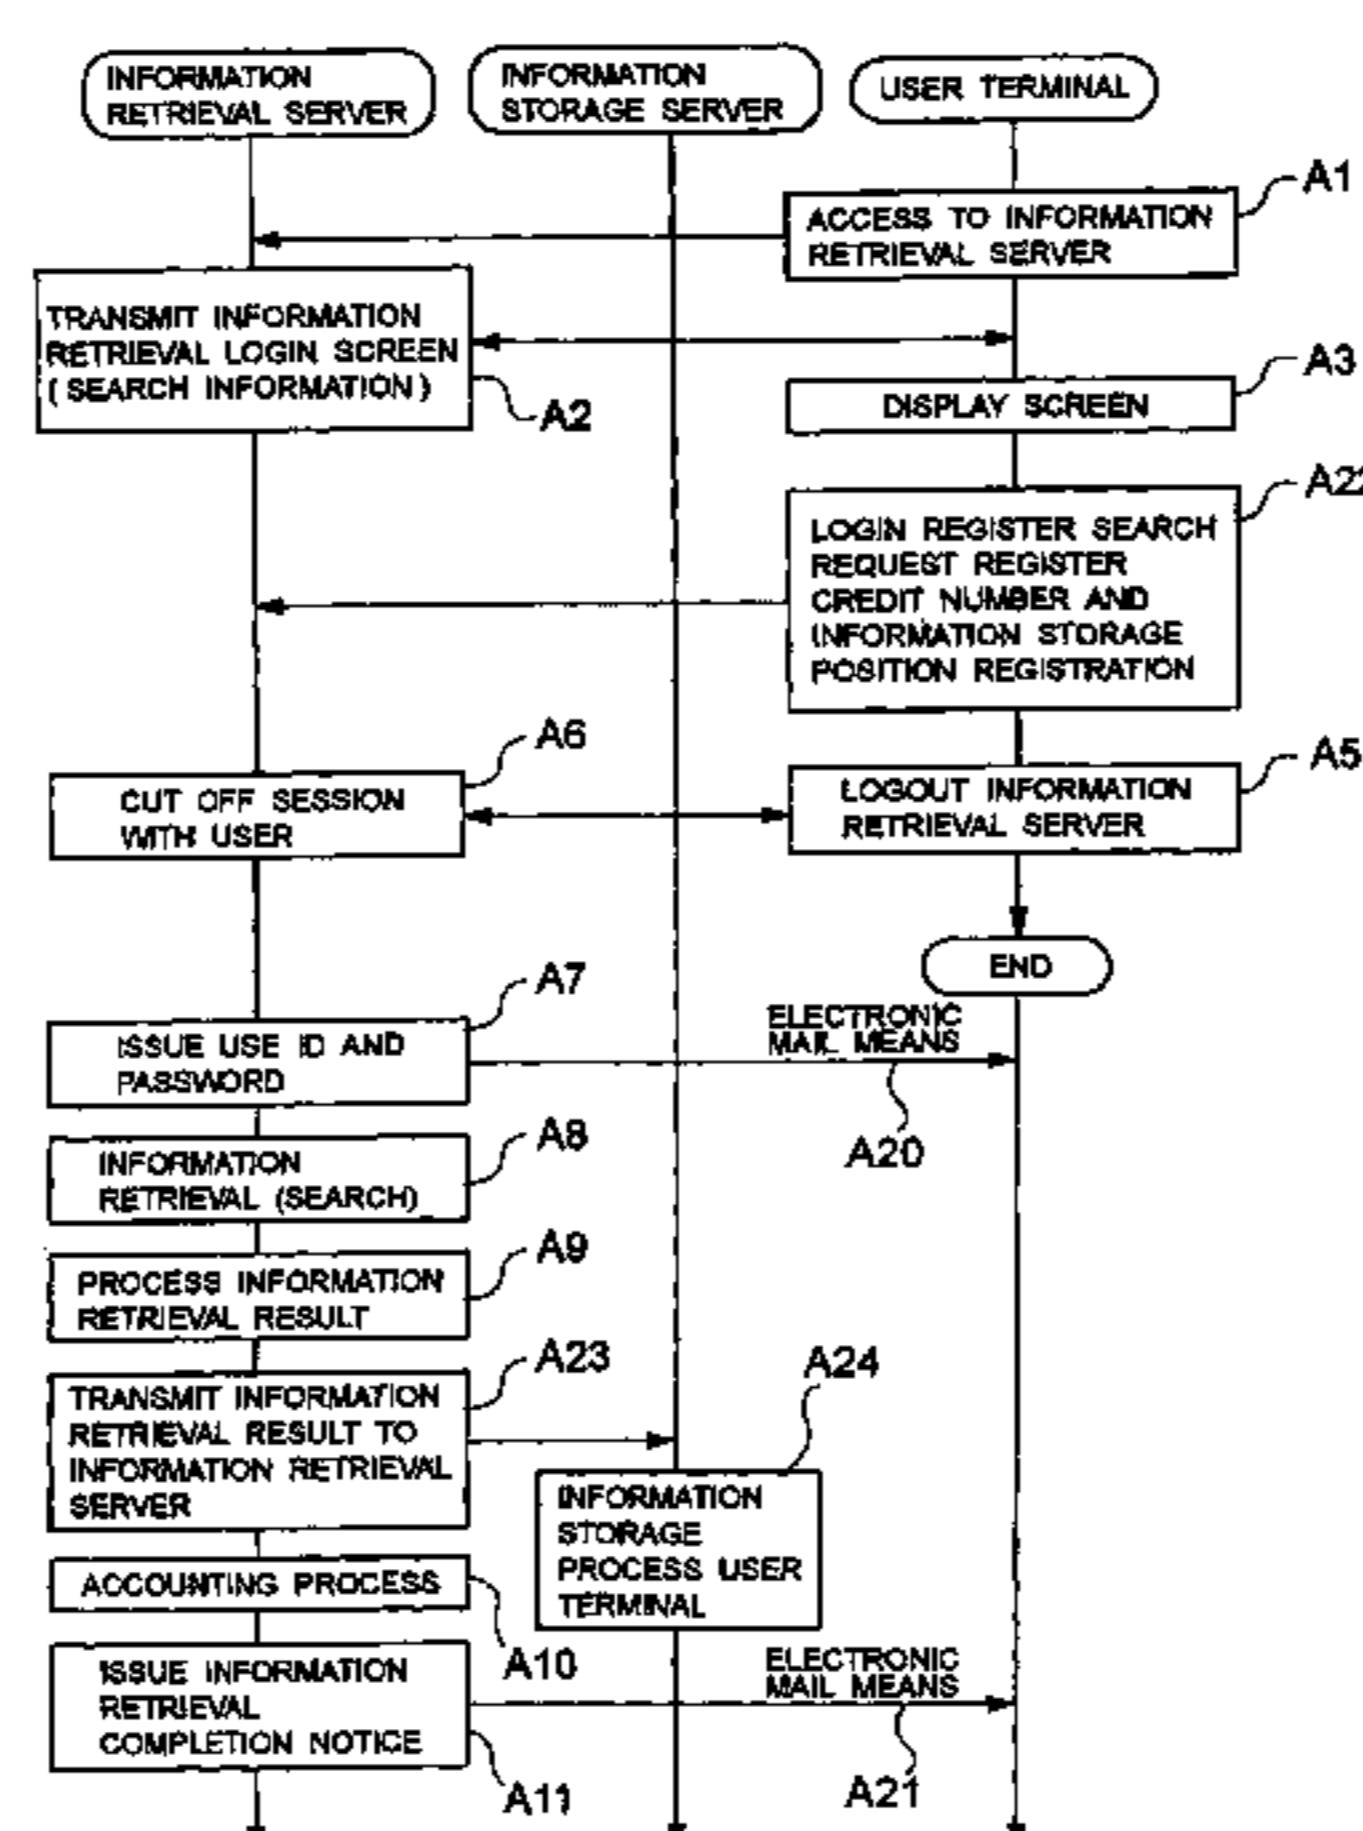 INFORMATION
RETRIEVAL SERVER
INFORMATION
STORAGE SERVER
USER TERMINAL
A1
ACCESS TO INFORMATION
RETRIEVAL SERVER
TRANSMIT INFORMATION
RETRIEVAL LOGIN SCREEN
(SEARCH INFORMATION)
A2
A3
DISPLAY SCREEN
A22
LOGIN REGISTER SEARCH
REQUEST REGISTER
CREDIT NUMBER AND
INFORMATION STORAGE
POSITION REGISTRATION
A6
CUT OFF SESSION
WITH USER
A5
LOGOUT INFORMATION
RETRIEVAL SERVER
END
A7
ISSUE USE ID AND
PASSWORD
ELECTRONIC
MAIL MEANS
A20
A8
INFORMATION
RETRIEVAL (SEARCH)
A9
PROCESS INFORMATION
RETRIEVAL RESULT
A23
TRANSMIT INFORMATION
RETRIEVAL RESULT TO
INFORMATION RETRIEVAL
SERVER
A24
INFORMATION
STORAGE
PROCESS USER
TERMINAL
ACCOUNTING PROCESS
A10
ISSUE INFORMATION
RETRIEVAL
COMPLETION NOTICE
A11
ELECTRONIC
MAIL MEANS
A21